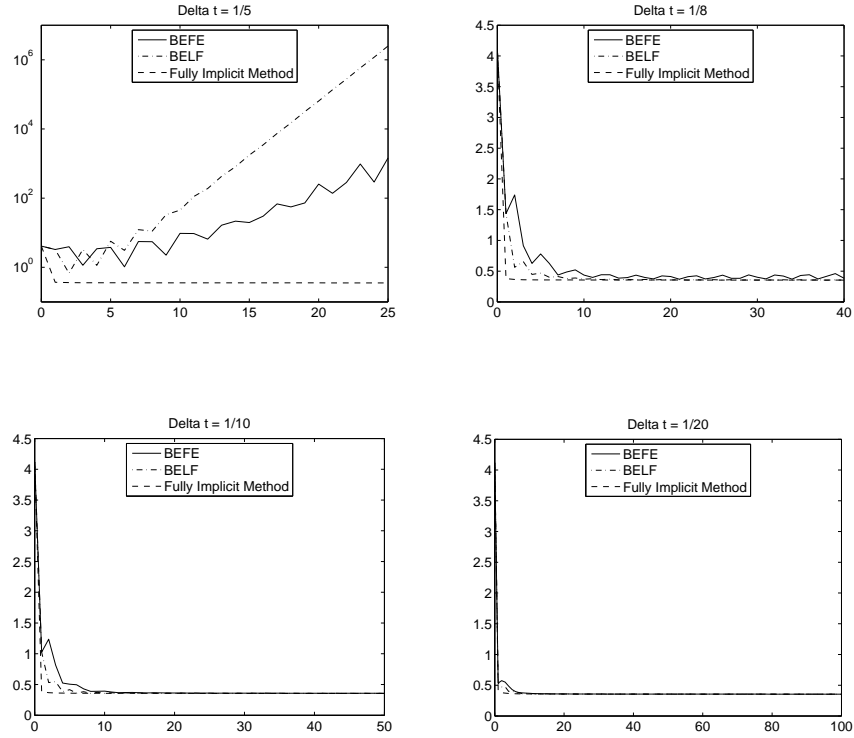 Delta t = 1/5
10^6
10^4
10^2
10^0
0 5 10 15 20 25
BEFE
BELF
Fully Implicit Method
Delta t = 1/8
4.5
4
3.5
3
2.5
2
1.5
1
0.5
0
0 10 20 30 40
BEFE
BELF
Fully Implicit Method
Delta t = 1/10
4.5
4
3.5
3
2.5
2
1.5
1
0.5
0
0 10 20 30 40 50
BEFE
BELF
Fully Implicit Method
Delta t = 1/20
4.5
4
3.5
3
2.5
2
1.5
1
0.5
0
0 20 40 60 80 100
BEFE
BELF
Fully Implicit Method